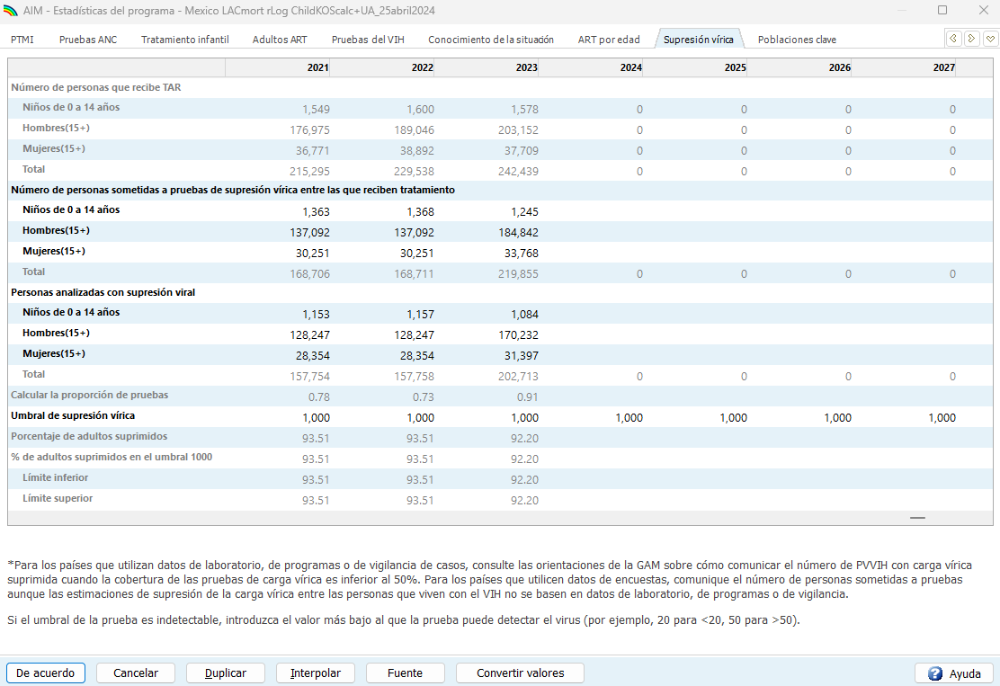 AIM - Estadísticas del programa - Mexico LACmort rLog ChildKOScalc+UA_25abril2024
PTMI Pruebas ANC Tratamiento infantil Adultos ART Pruebas del VIH Conocimiento de la situación ART por edad Supresión vírica Poblaciones clave
2021 2022 2023 2024 2025 2026 2027
Número de personas que recibe TAR
Niños de 0 a 14 años 1,549 1,600 1,578 0 0 0 0
Hombres(15+) 176,975 189,046 203,152 0 0 0 0
Mujeres(15+) 36,771 38,892 37,709 0 0 0 0
Total 215,295 229,538 242,439 0 0 0 0
Número de personas sometidas a pruebas de supresión vírica entre las que reciben tratamiento
Niños de 0 a 14 años 1,363 1,368 1,245
Hombres(15+) 137,092 137,092 184,842
Mujeres(15+) 30,251 30,251 33,768
Total 168,706 168,711 219,855 0 0 0 0
Personas analizadas con supresión viral
Niños de 0 a 14 años 1,153 1,157 1,084
Hombres(15+) 128,247 128,247 170,232
Mujeres(15+) 28,354 28,354 31,397
Total 157,754 157,758 202,713 0 0 0 0
Calcular la proporción de pruebas 0.78 0.73 0.91
Umbral de supresión vírica 1,000 1,000 1,000 1,000 1,000 1,000 1,000
Porcentaje de adultos suprimidos 93.51 93.51 92.20
% de adultos suprimidos en el umbral 1000 93.51 93.51 92.20
Límite inferior 93.51 93.51 92.20
Límite superior 93.51 93.51 92.20
*Para los países que utilizan datos de laboratorio, de programas o de vigilancia de casos, consulte las orientaciones de la GAM sobre cómo comunicar el número de PVVIH con carga vírica
suprimida cuando la cobertura de las pruebas de carga vírica es inferior al 50%. Para los países que utilicen datos de encuestas, comunique el número de personas sometidas a pruebas
aunque las estimaciones de supresión de la carga vírica entre las personas que viven con el VIH no se basen en datos de laboratorio, de programas o de vigilancia.
Si el umbral de la prueba es indetectable, introduzca el valor más bajo al que la prueba puede detectar el virus (por ejemplo, 20 para <20, 50 para >50).
De acuerdo Cancelar Duplicar Interpolar Fuente Convertir valores ? Ayuda